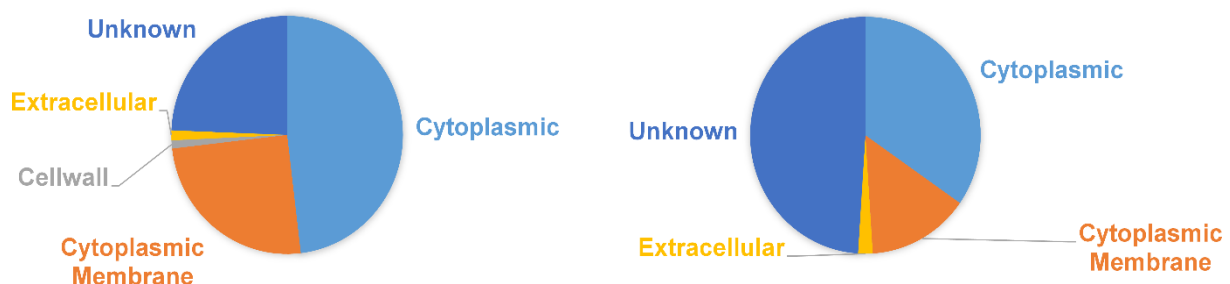 Unknown
Extracellular
Cytoplasmic
Cellwall
Cytoplasmic
Membrane
Cytoplasmic
Unknown
Extracellular
Cytoplasmic
Membrane